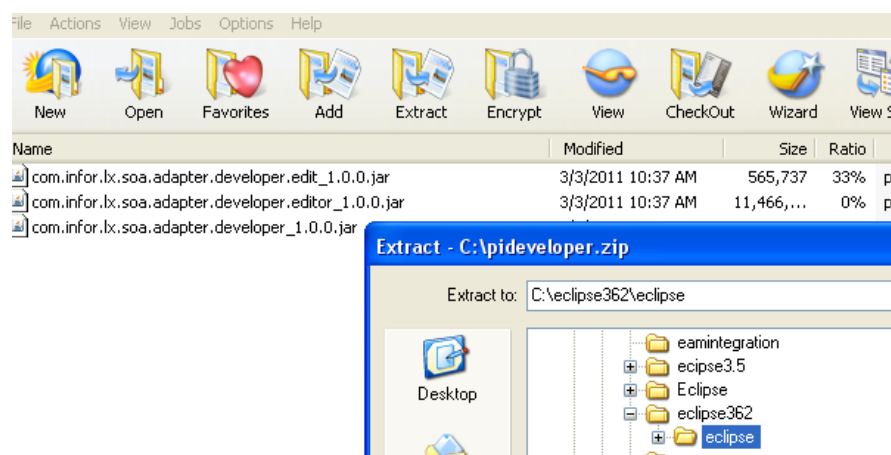 File Actions View Jobs Options Help
New Open Favorites Add Extract Encrypt View CheckOut Wizard View S
Name Modified Size Ratio
com.infor.lx.soa.adapter.developer.edit_1.0.0.jar 3/3/2011 10:37 AM 565,737 33% p
com.infor.lx.soa.adapter.developer.editor_1.0.0.jar 3/3/2011 10:37 AM 11,466,... 0% p
com.infor.lx.soa.adapter.developer_1.0.0.jar
Extract - C:\pideveloper.zip
Extract to: C:\eclipse362\eclipse
eamintegration
ecipse3.5
Desktop
Eclipse
eclipse362
eclipse